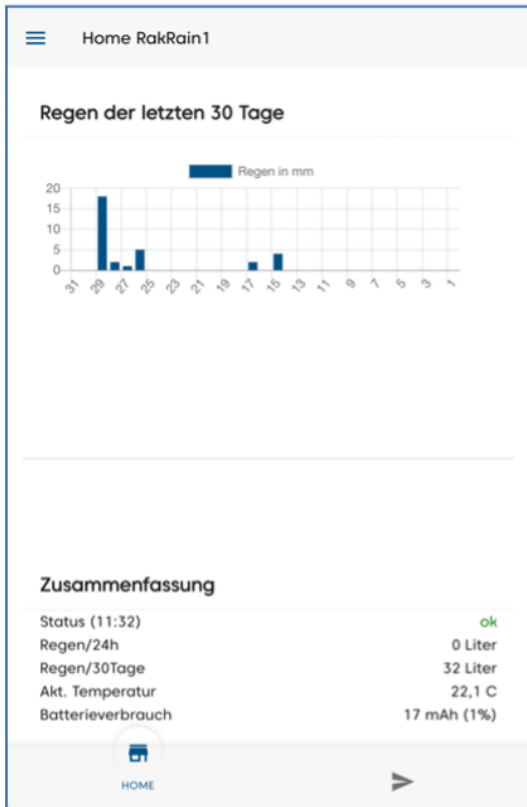 Home RakRain1
Regen der letzten 30 Tage
Regen in mm
20
15
10
5
0
31 29 27 25 23 21 19 17 15 13 11 9 7 5 3 1
Zusammenfassung
Status (11:32) ok
Regen/24h 0 Liter
Regen/30Tage 32 Liter
Akt. Temperatur 22,1 C
Batterieverbrauch 17 mAh (1%)
HOME